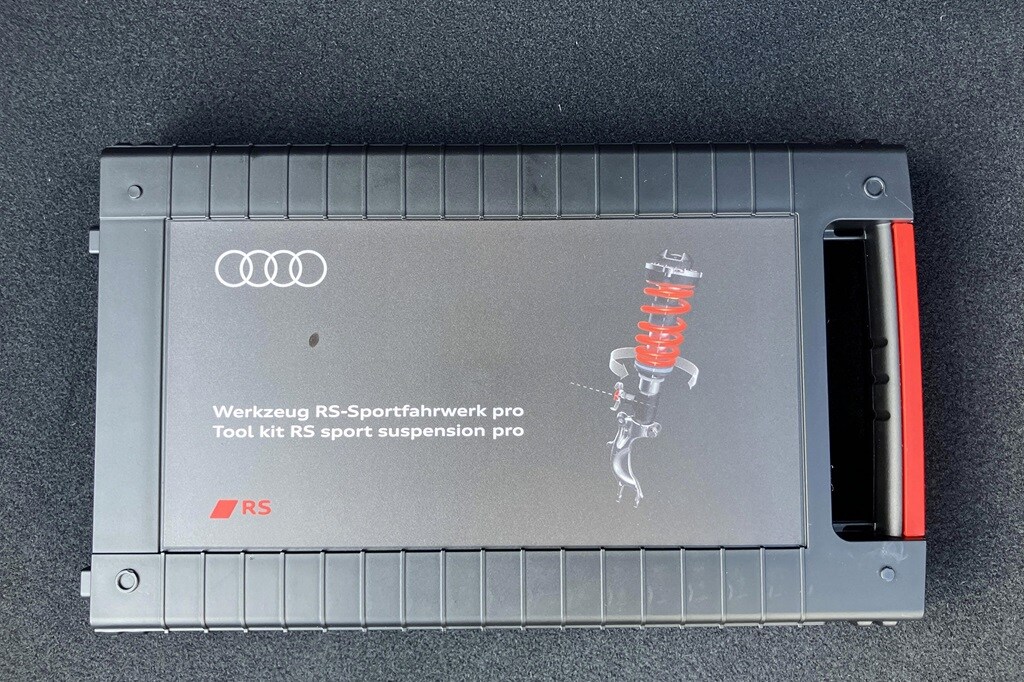 Werkzeug RS-Sportfahrwerk pro
Tool kit RS sport suspension pro
RS